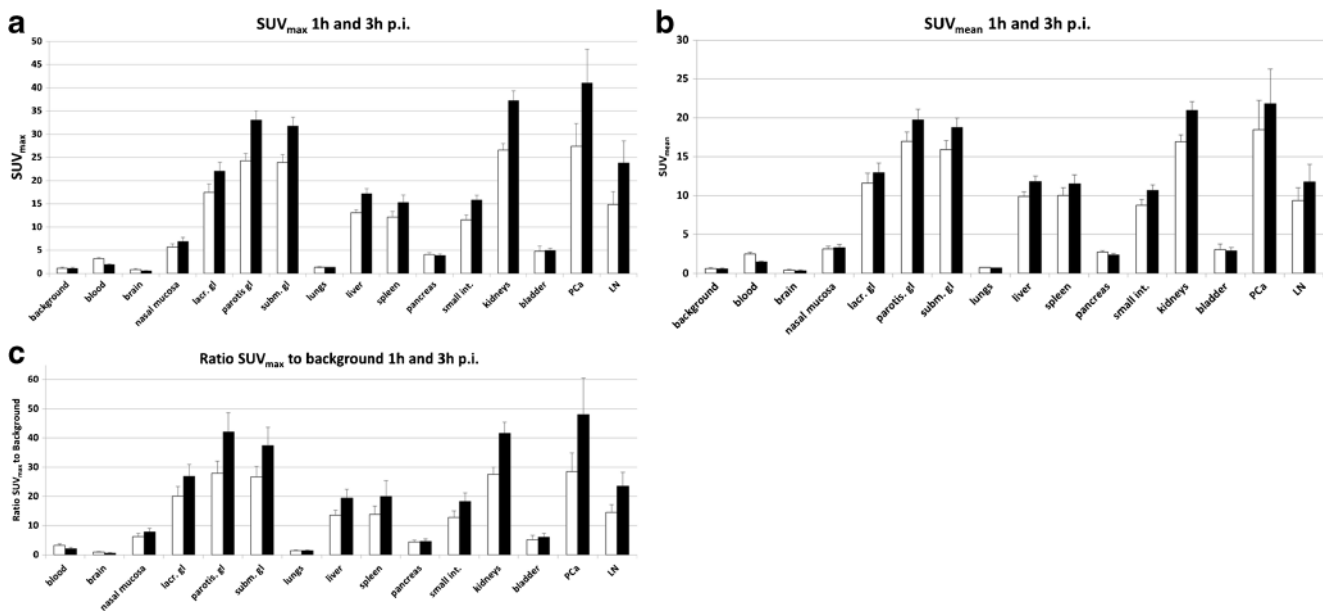 a
SUVmax 1h and 3h p.i.
SUVmax
50
45
40
35
30
25
20
15
10
5
0
background
blood
brain
nasal mucosa
lacr. gl
parotis. gl
subm. gl
lungs
liver
spleen
pancreas
small int.
kidneys
bladder
PCa
LN
b
SUVmean 1h and 3h p.i.
SUVmean
30
25
20
15
10
5
0
background
blood
brain
nasal mucosa
lacr. gl
parotis. gl
subm. gl
lungs
liver
spleen
pancreas
small int.
kidneys
bladder
PCa
LN
c
Ratio SUVmax to background 1h and 3h p.i.
Ratio SUVmax to Background
60
50
40
30
20
10
0
blood
brain
nasal mucosa
lacr. gl
parotis. gl
subm. gl
lungs
liver
spleen
pancreas
small int.
kidneys
bladder
PCa
LN